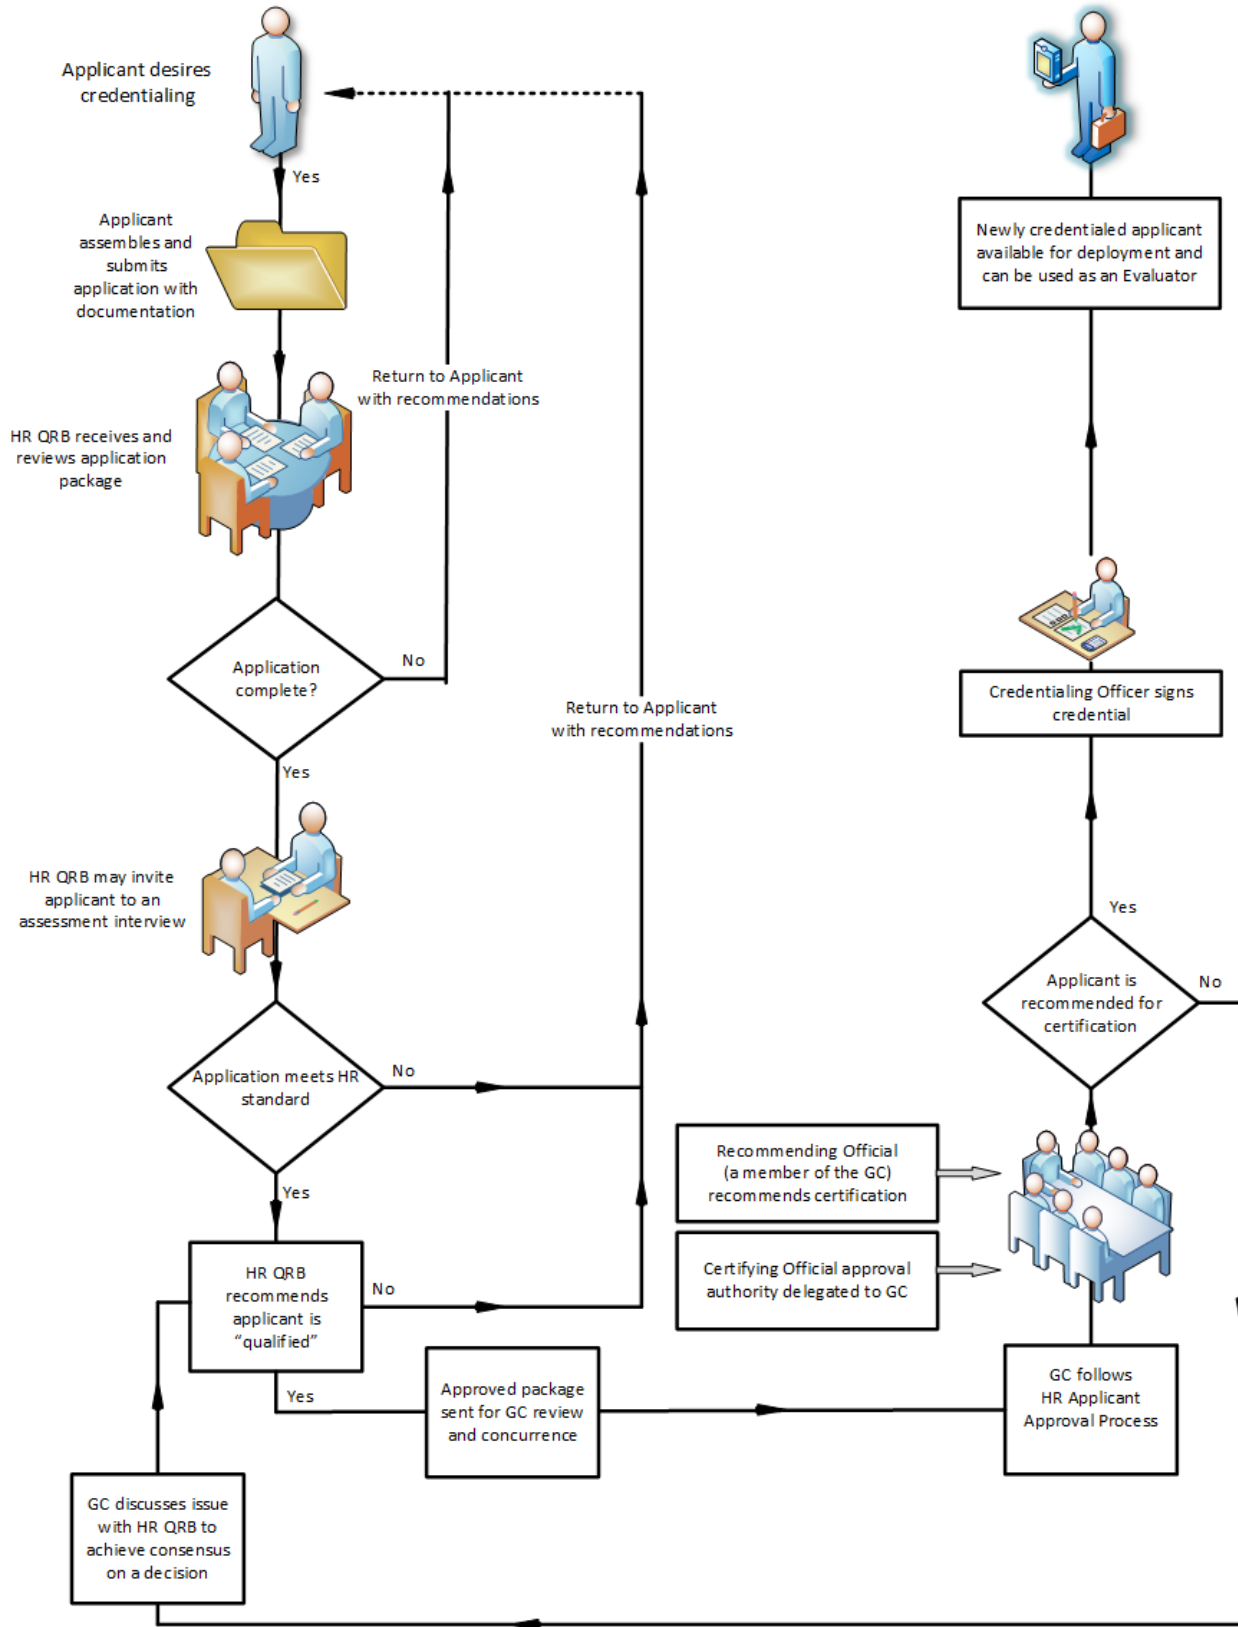 Applicant desires
credentialing
Yes
Applicant
assembles and
submits
application with
documentation
HR QRB receives and
reviews application
package
Return to Applicant
with recommendations
Application
complete?
No
Yes
HR QRB may invite
applicant to an
assessment interview
Application meets HR
standard
No
Yes
Return to Applicant
with recommendations
HR QRB
recommends
applicant is
“qualified”
No
Yes
Approved package
sent for GC review
and concurrence
GC discusses issue
with HR QRB to
achieve consensus
on a decision
Newly credentialed applicant
available for deployment and
can be used as an Evaluator
Credentialing Officer signs
credential
Yes
Applicant is
recommended for
certification
No
Recommending Official
(a member of the GC)
recommends certification
Certifying Official approval
authority delegated to GC
GC follows
HR Applicant
Approval Process